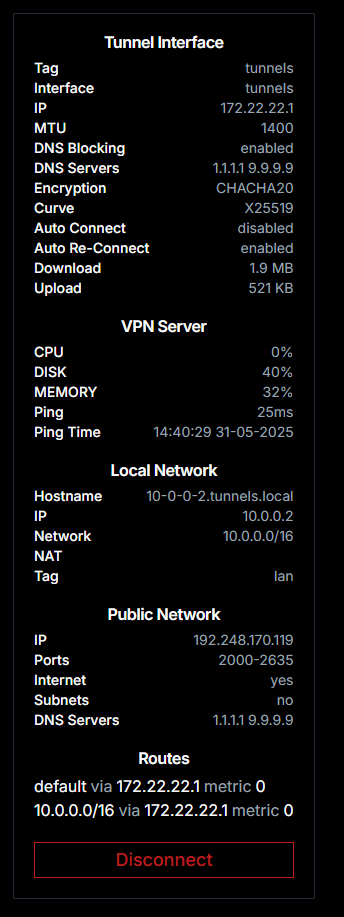 Tunnel Interface
Tag tunnels
Interface tunnels
IP 172.22.22.1
MTU 1400
DNS Blocking enabled
DNS Servers 1.1.1.1 9.9.9.9
Encryption CHACHA20
Curve X25519
Auto Connect disabled
Auto Re-Connect enabled
Download 1.9 MB
Upload 521 KB
VPN Server
CPU 0%
DISK 40%
MEMORY 32%
Ping 25ms
Ping Time 14:40:29 31-05-2025
Local Network
Hostname 10-0-0-2.tunnels.local
IP 10.0.0.2
Network 10.0.0.0/16
NAT
Tag lan
Public Network
IP 192.248.170.119
Ports 2000-2635
Internet yes
Subnets no
DNS Servers 1.1.1.1 9.9.9.9
Routes
default via 172.22.22.1 metric 0
10.0.0.0/16 via 172.22.22.1 metric 0
Disconnect